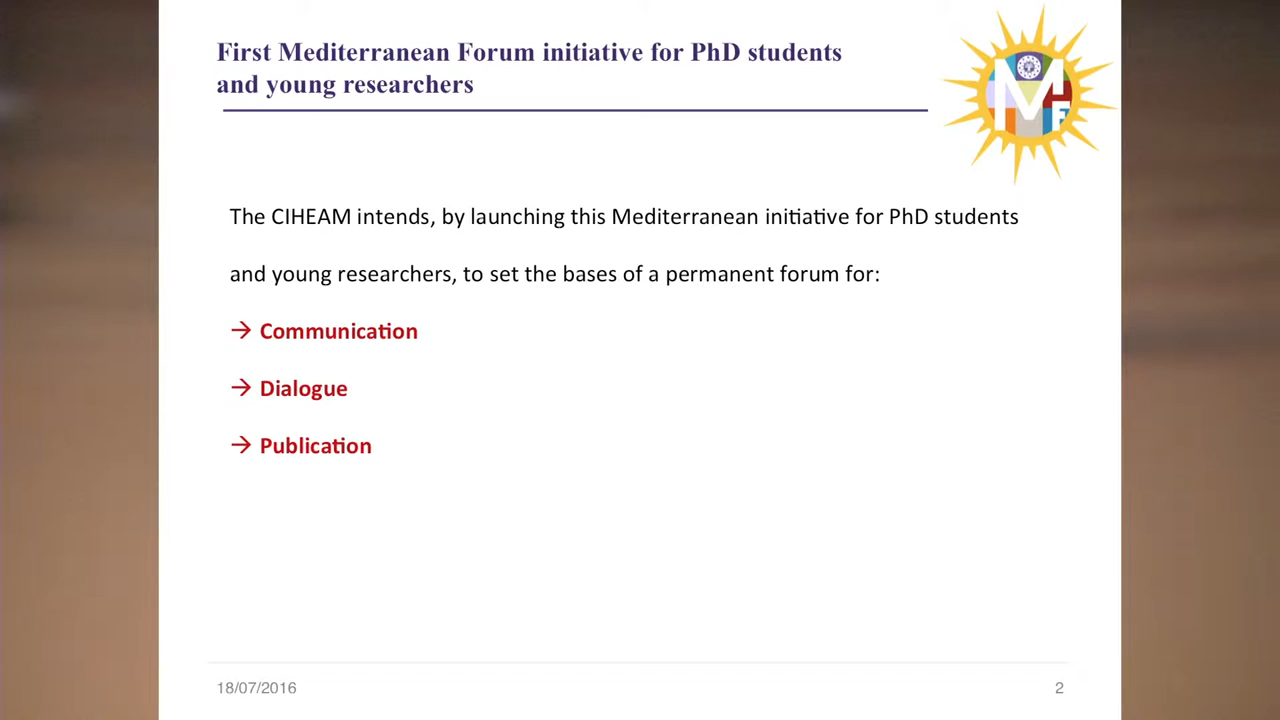 First Mediterranean Forum initiative for PhD students
and young researchers
The CIHEAM intends, by launching this Mediterranean initiative for PhD students
and young researchers, to set the bases of a permanent forum for:
→ Communication
→ Dialogue
→ Publication
18/07/2016
2